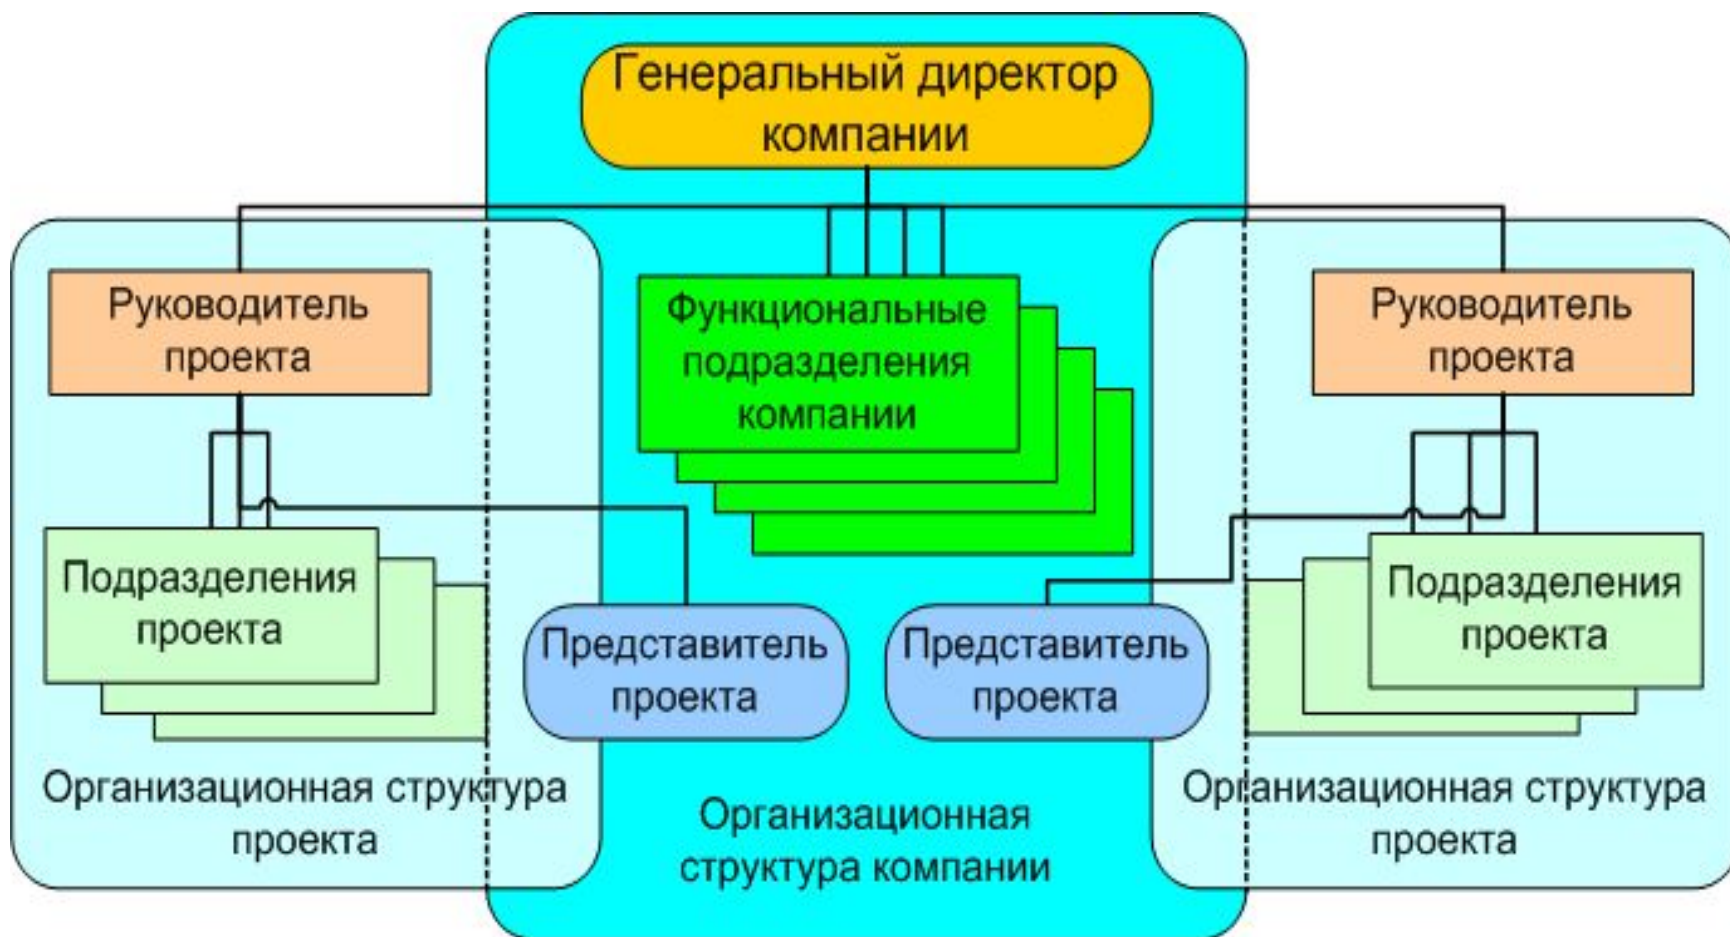 Генеральный директор
компании
Руководитель
проекта
Функциональные
подразделения
компании
Руководитель
проекта
Подразделения
проекта
Представитель
проекта
Представитель
проекта
Подразделения
проекта
Организационная структура
проекта
Организационная
структура компании
Организационная структура
проекта